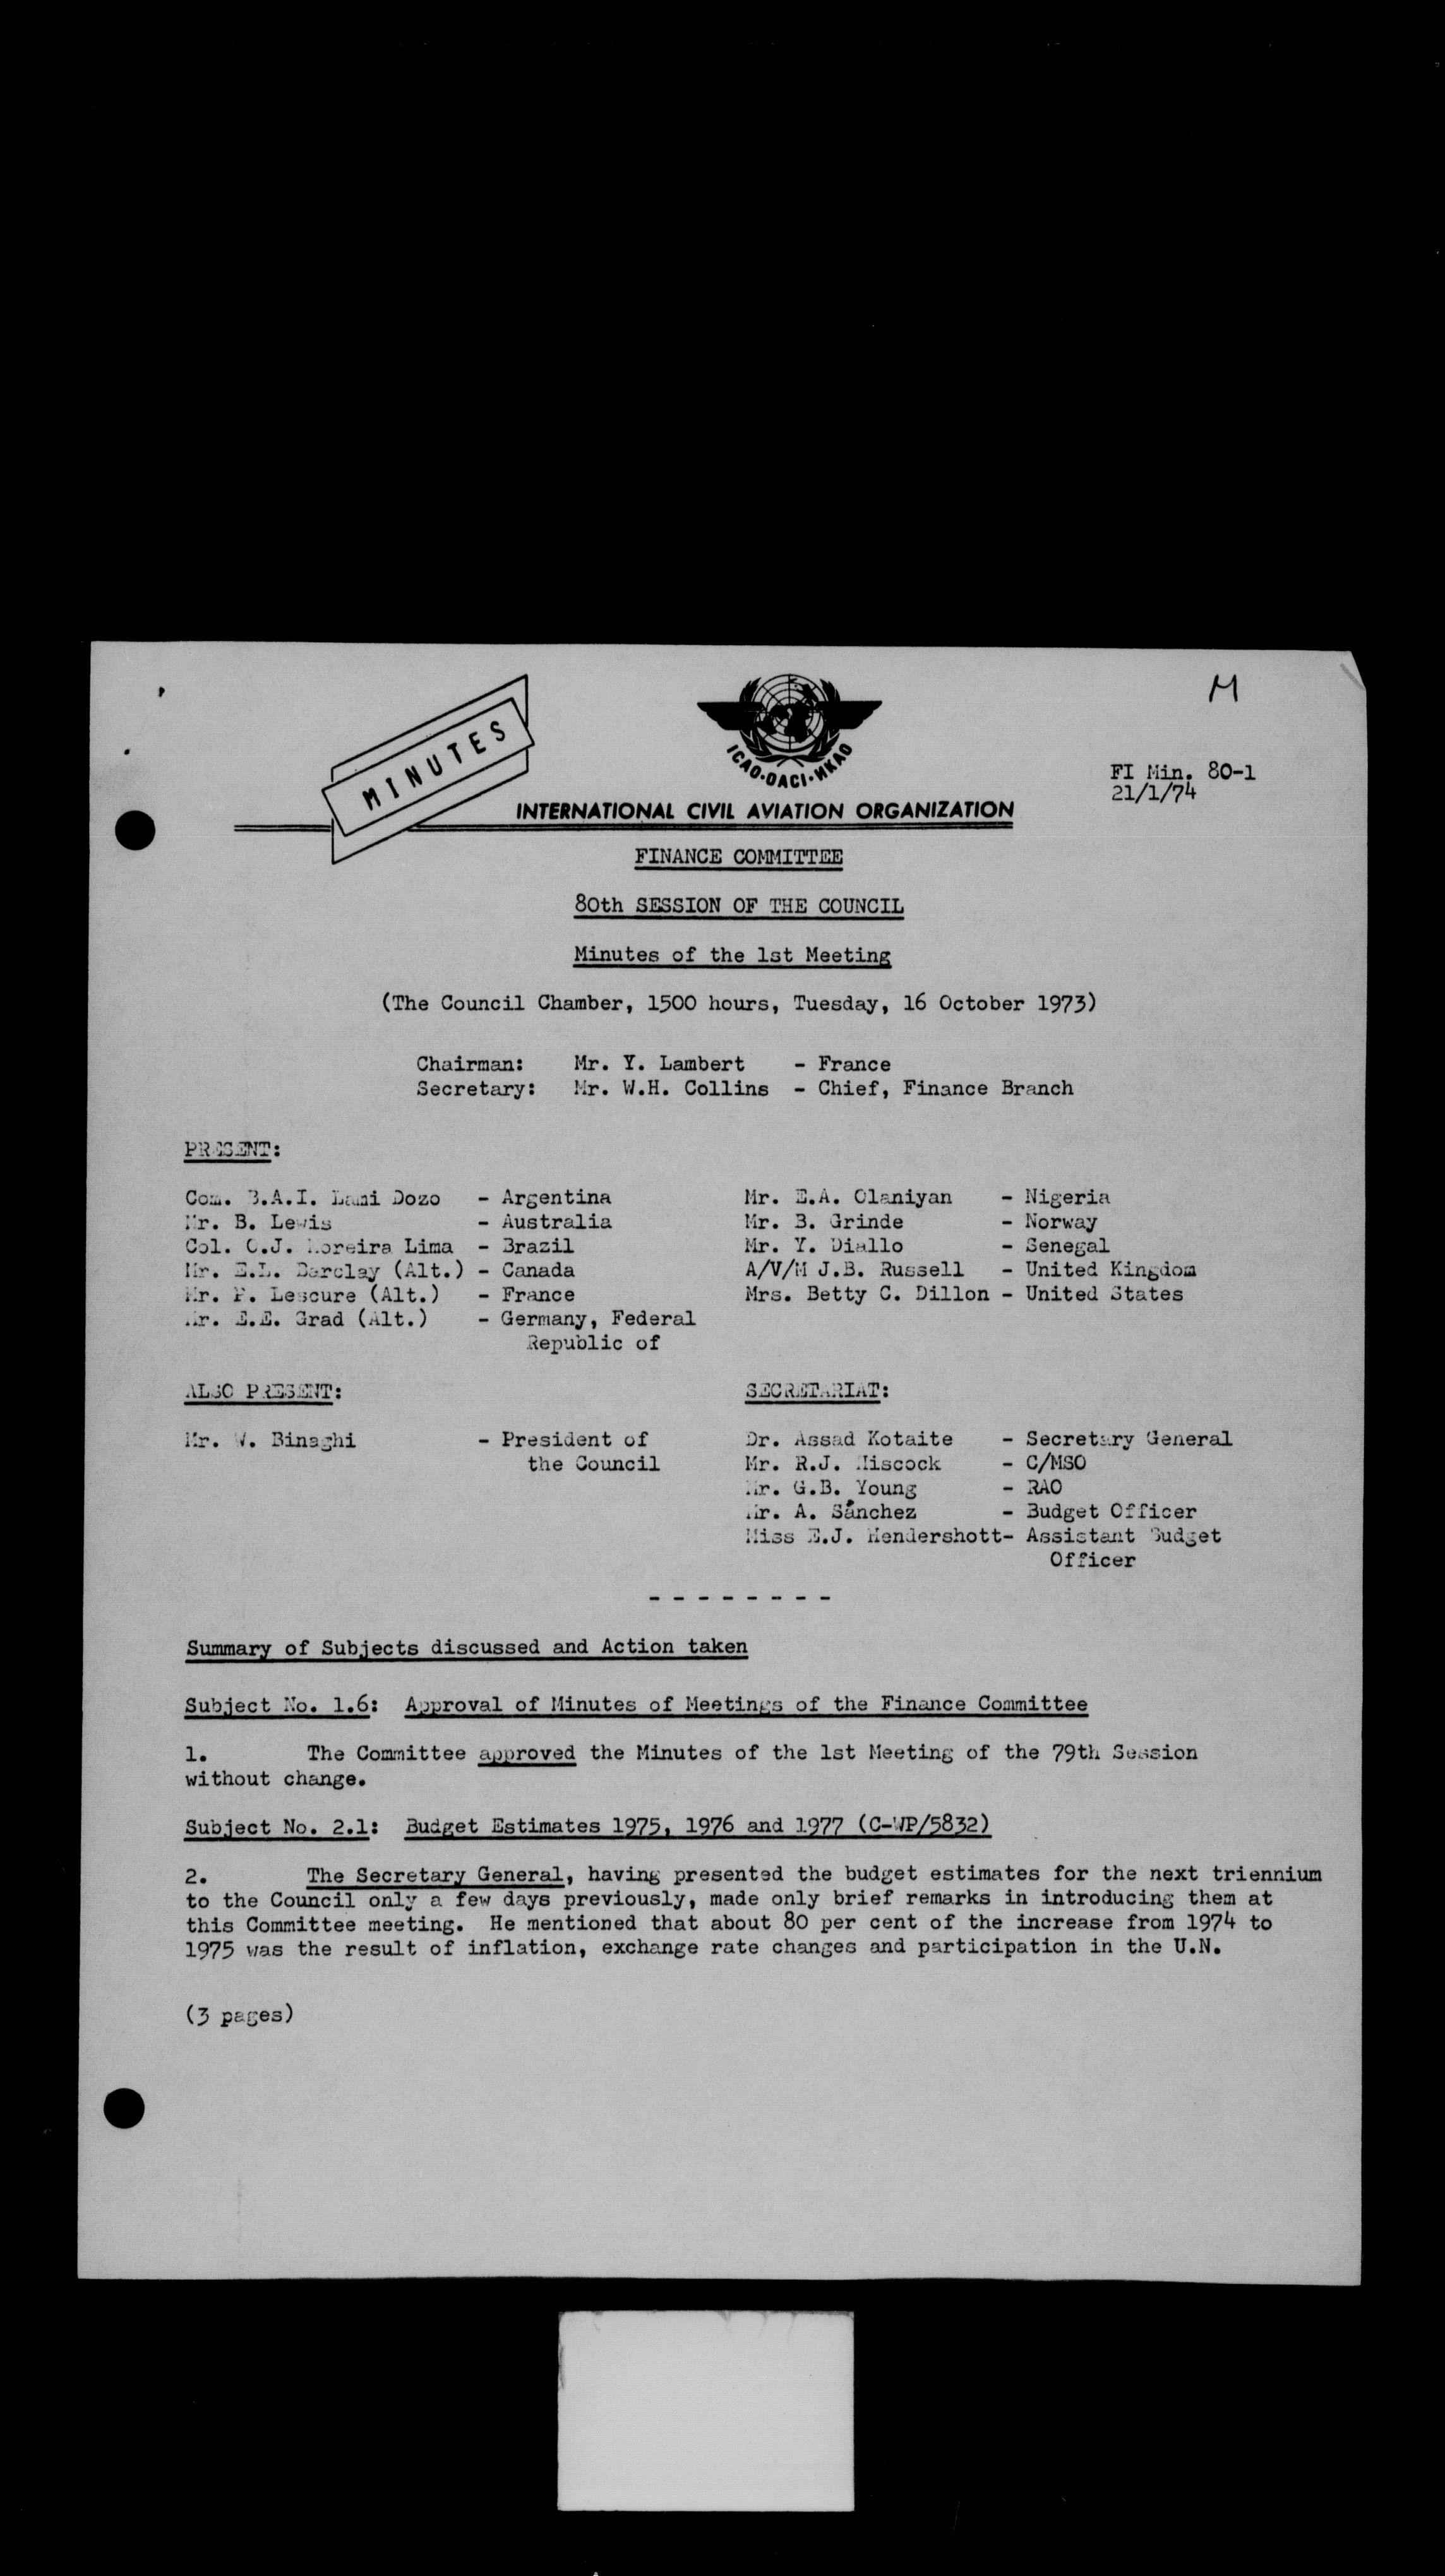 M
MINUTES
ICAO·OACI·ИKAO
FI Min. 80-1
21/1/74
INTERNATIONAL CIVIL AVIATION ORGANIZATION
FINANCE COMMITTEE
80th SESSION OF THE COUNCIL
Minutes of the 1st Meeting
(The Council Chamber, 1500 hours, Tuesday, 16 October 1973)
Chairman: Mr. Y. Lambert - France
Secretary: Mr. W.H. Collins - Chief, Finance Branch
PRESENT:
Com. B.A.I. Lami Dozo - Argentina
Mr. B. Lewis - Australia
Col. C.J. Moreira Lima - Brazil
Mr. E.L. Barclay (Alt.) - Canada
Mr. P. Lescure (Alt.) - France
Mr. E.E. Grad (Alt.) - Germany, Federal
Republic of
Mr. E.A. Olaniyan - Nigeria
Mr. B. Grinde - Norway
Mr. Y. Diallo - Senegal
A/V/M J.B. Russell - United Kingdom
Mrs. Betty C. Dillon - United States
ALSO PRESENT:
Mr. W. Binaghi - President of
the Council
SECRETARIAT:
Dr. Assad Kotaite - Secretary General
Mr. R.J. Hiscock - C/MSO
Mr. G.B. Young - RAO
Mr. A. Sánchez - Budget Officer
Miss E.J. Hendershott- Assistant Budget
Officer
- - - - - - - -
Summary of Subjects discussed and Action taken
Subject No. 1.6: Approval of Minutes of Meetings of the Finance Committee
1. The Committee approved the Minutes of the 1st Meeting of the 79th Session
without change.
Subject No. 2.1: Budget Estimates 1975, 1976 and 1977 (C-WP/5832)
2. The Secretary General, having presented the budget estimates for the next triennium
to the Council only a few days previously, made only brief remarks in introducing them at
this Committee meeting. He mentioned that about 80 per cent of the increase from 1974 to
1975 was the result of inflation, exchange rate changes and participation in the U.N.
(3 pages)